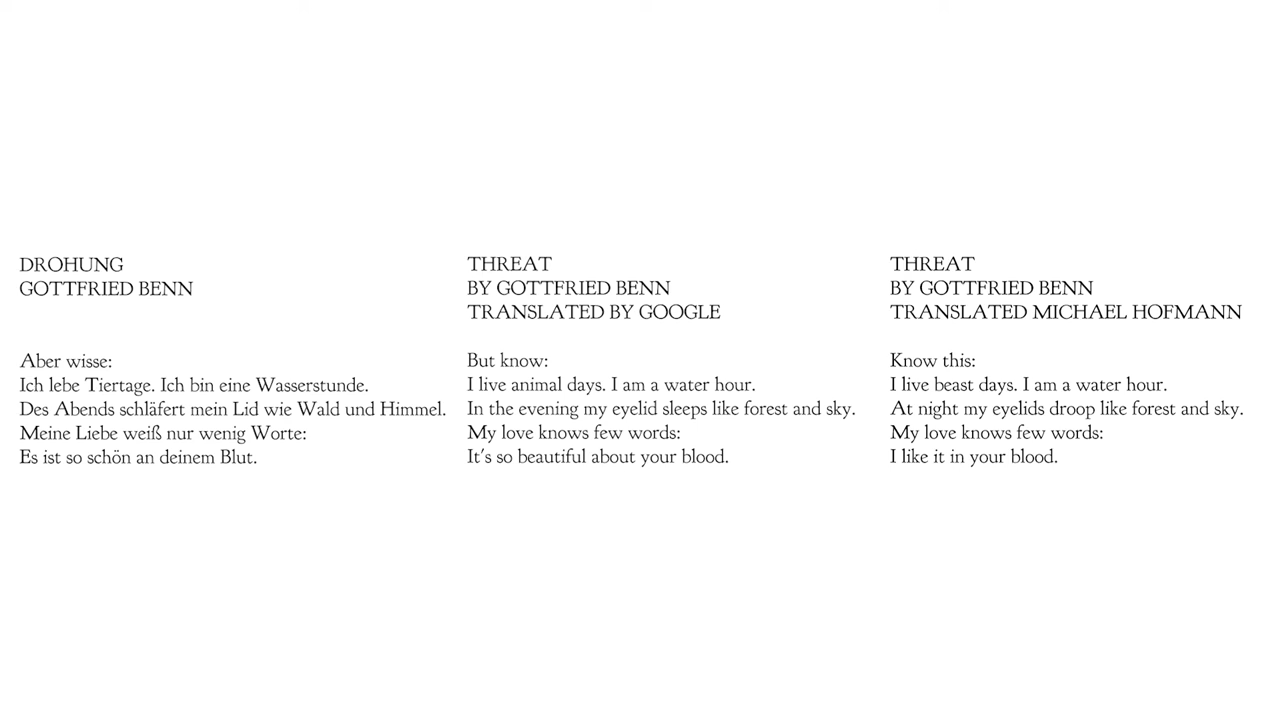 DROHUNG
GOTTFRIED BENN
Aber wisse:
Ich lebe Tiertage. Ich bin eine Wasserstunde.
Des Abends schläfert mein Lid wie Wald und Himmel.
Meine Liebe weiß nur wenig Worte:
Es ist so schön an deinem Blut.
THREAT
BY GOTTFRIED BENN
TRANSLATED BY GOOGLE
But know:
I live animal days. I am a water hour.
In the evening my eyelid sleeps like forest and sky.
My love knows few words:
It's so beautiful about your blood.
THREAT
BY GOTTFRIED BENN
TRANSLATED MICHAEL HOFMANN
Know this:
I live beast days. I am a water hour.
At night my eyelids droop like forest and sky.
My love knows few words:
I like it in your blood.